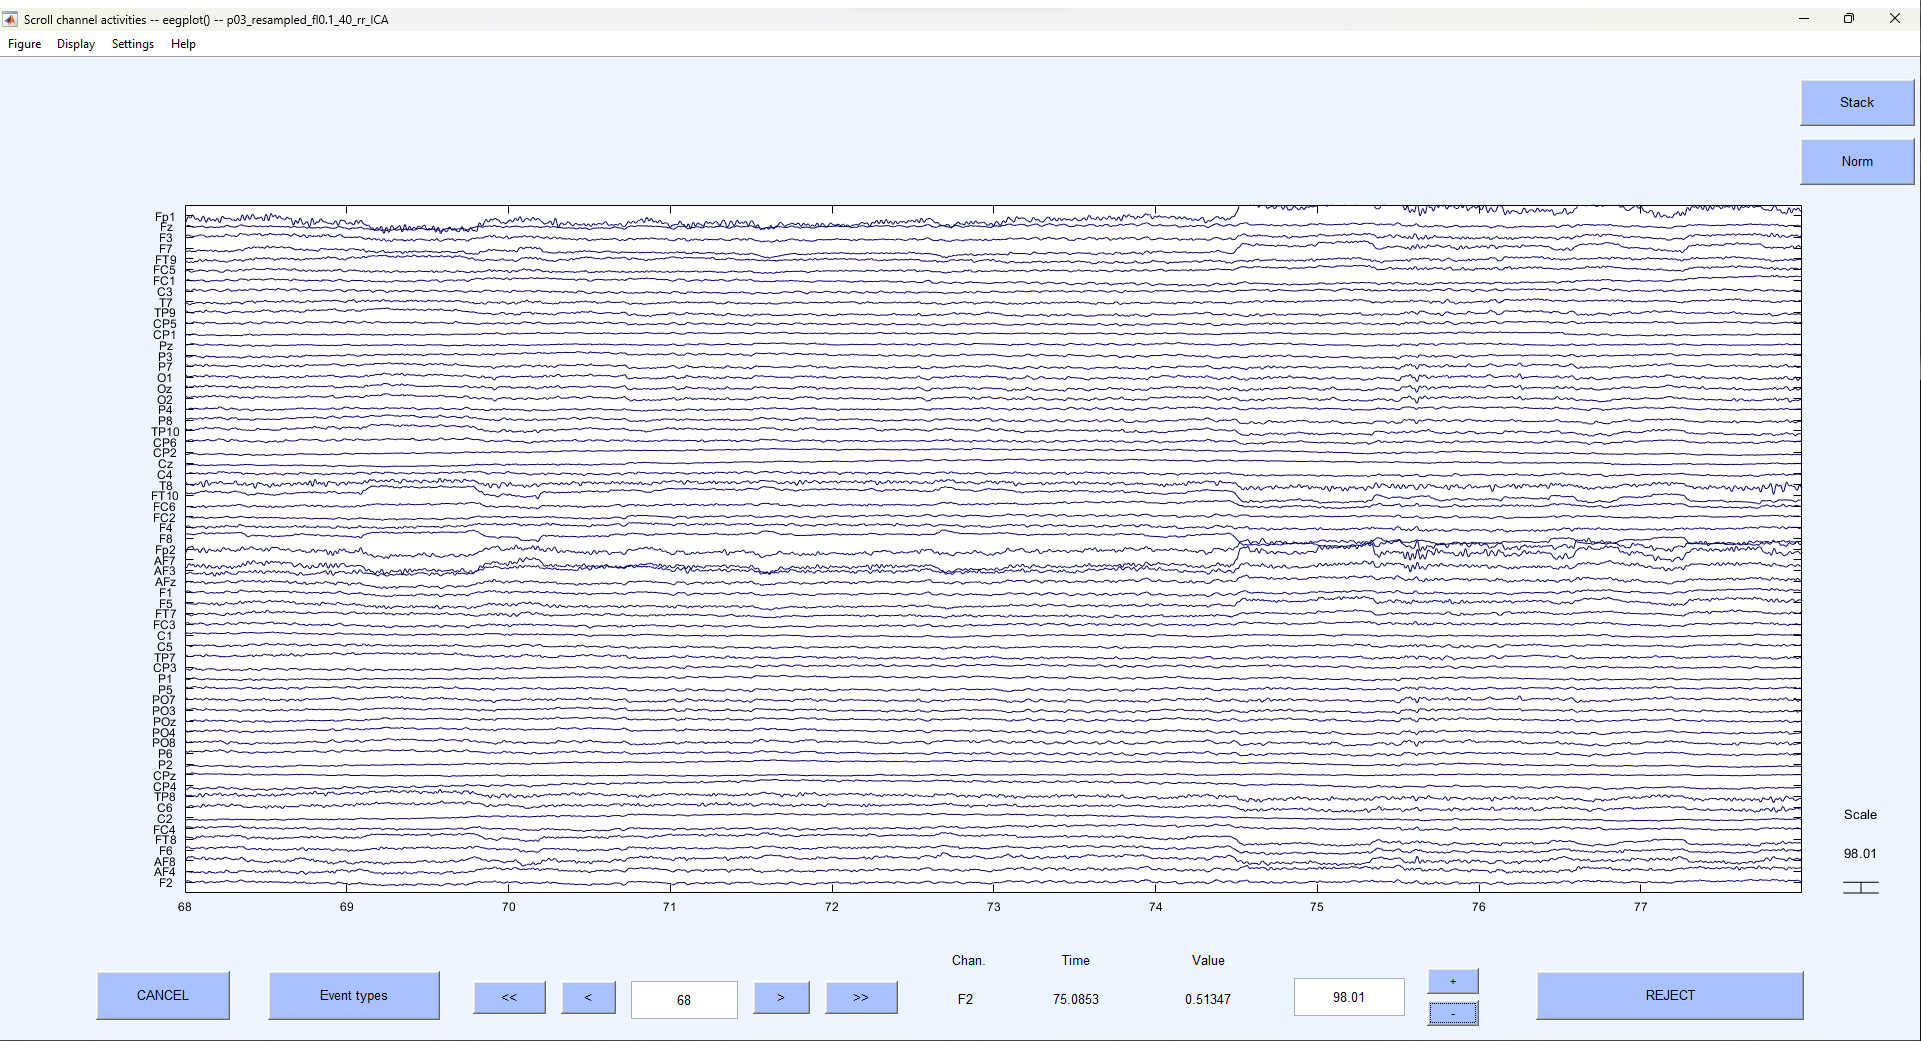 Scroll channel activities -- eegplot() -- p03_resampled_fl0.1_40_rr_ICA
Figure Display Settings Help
Stack
Norm
Fp1
Fz
F3
F7
FT9
FC5
FC1
C3
T7
TP9
CP5
CP1
Pz
P3
P7
O1
Oz
O2
P4
P8
TP10
CP6
CP2
Cz
C4
T8
FT10
FC6
FC2
F4
F8
Fp2
AF7
AF3
AFz
F1
F5
FT7
FC3
C1
C5
TP7
CP3
P1
P5
PO7
PO3
POz
PO4
PO8
P6
P2
CPz
CP4
TP8
C6
C2
FC4
FT8
F6
AF8
AF4
F2
68 69 70 71 72 73 74 75 76 77
Scale
98.01
Chan. Time Value
CANCEL Event types << < 68 > >> F2 75.0853 0.51347 98.01 + - REJECT